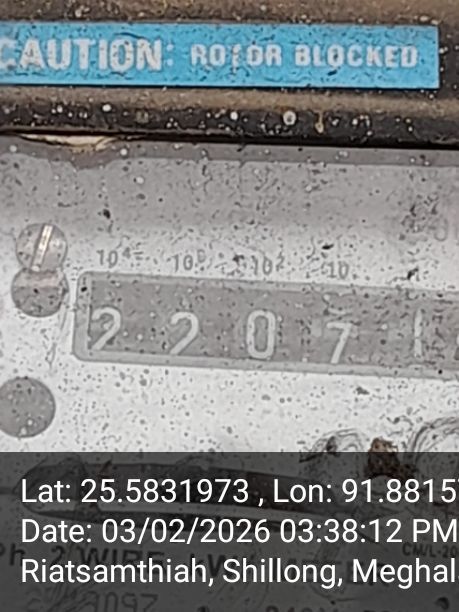 CAUTION: ROTOR BLOCKED
10⁴ 10³ 10² 10
2 2 0 7 1
Lat: 25.5831973 , Lon: 91.8815
Date: 03/02/2026 03:38:12 PM
Riatsamthiah, Shillong, Meghal